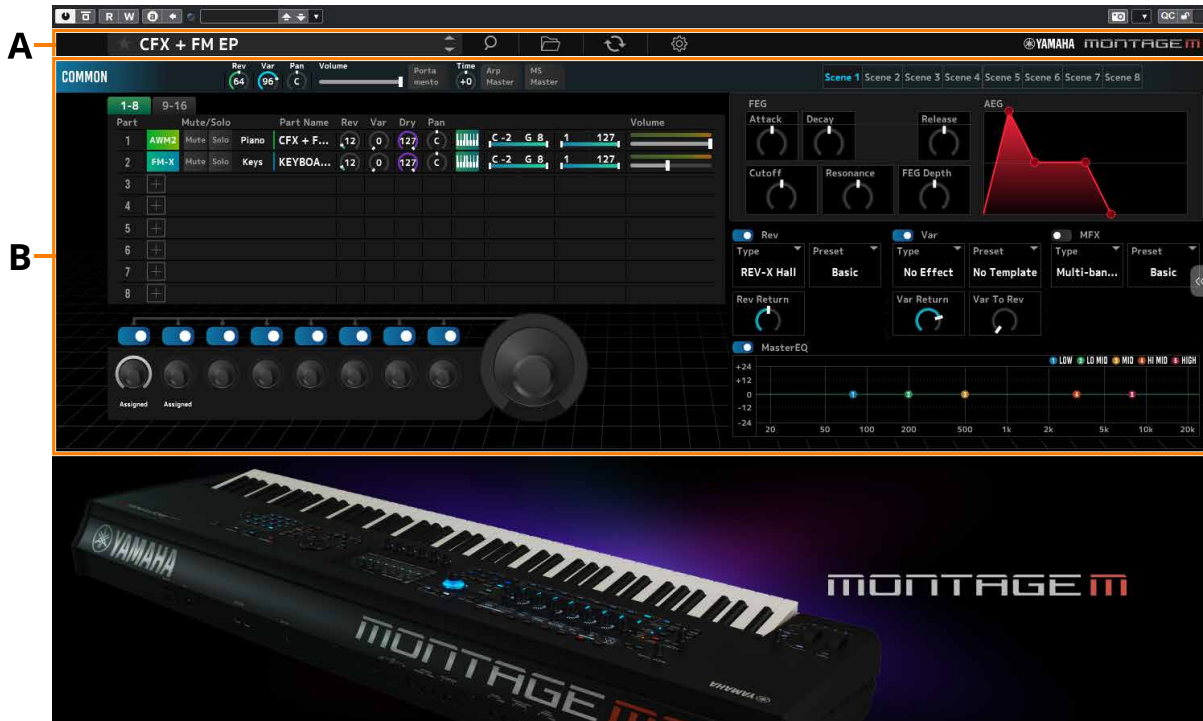 R W QC
A
CFX + FM EP YAMAHA MONTAGE M
B
COMMON Rev 64 Var 96 Pan C Volume Porta mento Time +0 Arp Master MS Master Scene 1 Scene 2 Scene 3 Scene 4 Scene 5 Scene 6 Scene 7 Scene 8
1-8 9-16
Part Mute/Solo Part Name Rev Var Dry Pan Volume
1 AWM2 Mute Solo Piano CFX + F... 12 0 127 C C -2 G 8 1 127
2 FM-X Mute Solo Keys KEYBOA... 12 0 127 C C -2 G 8 1 127
3
4
5
6
7
8
Assigned Assigned
FEG AEG
Attack Decay Release
Cutoff Resonance FEG Depth
Rev Var MFX
Type Preset Type Preset Type Preset
REV-X Hall Basic No Effect No Template Multi-ban... Basic
Rev Return Var Return Var To Rev
MasterEQ
1 LOW 2 LO MID 3 MID 4 HI MID 5 HIGH
+24
+12
0 1 2 3 4 5
-12
-24
20 50 100 200 500 1k 2k 5k 10k 20k
YAMAHA
MONTAGE M
YAMAHA
MONTAGE M